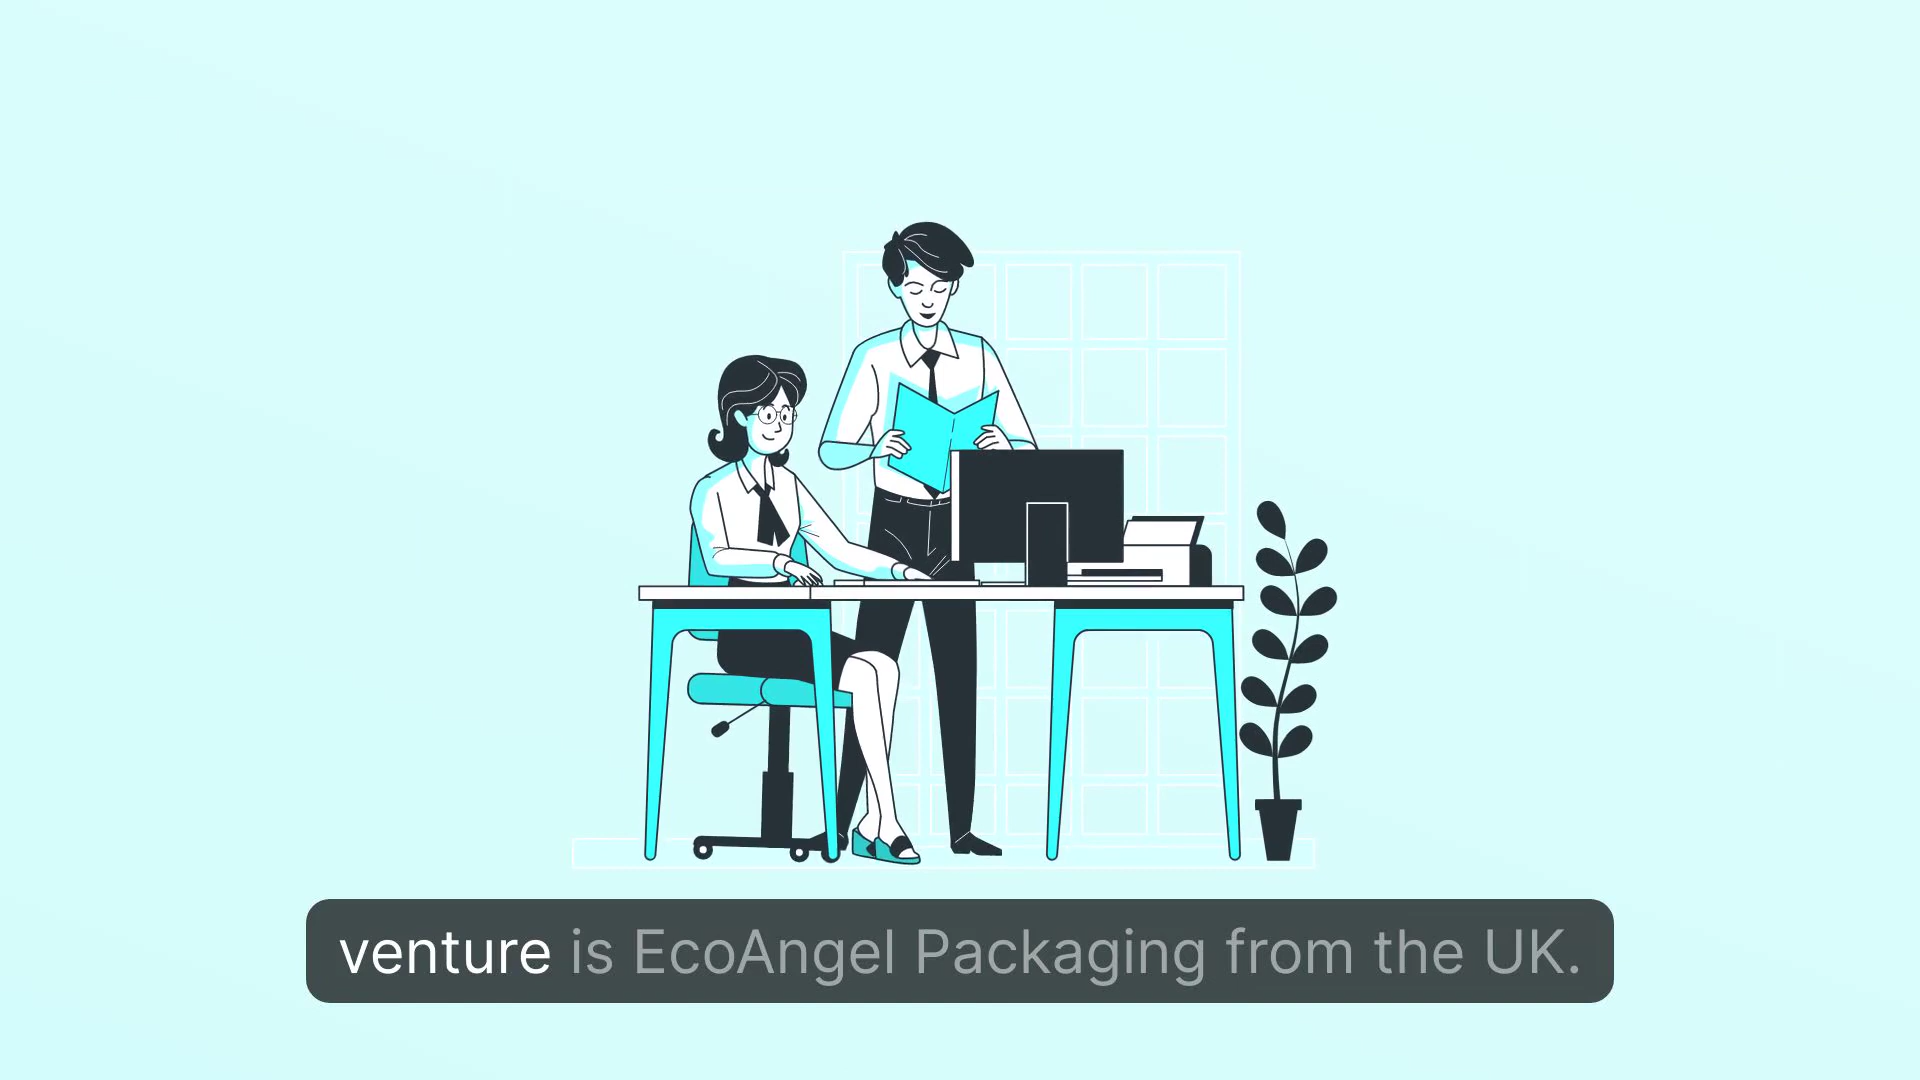 venture is EcoAngel Packaging from the UK.